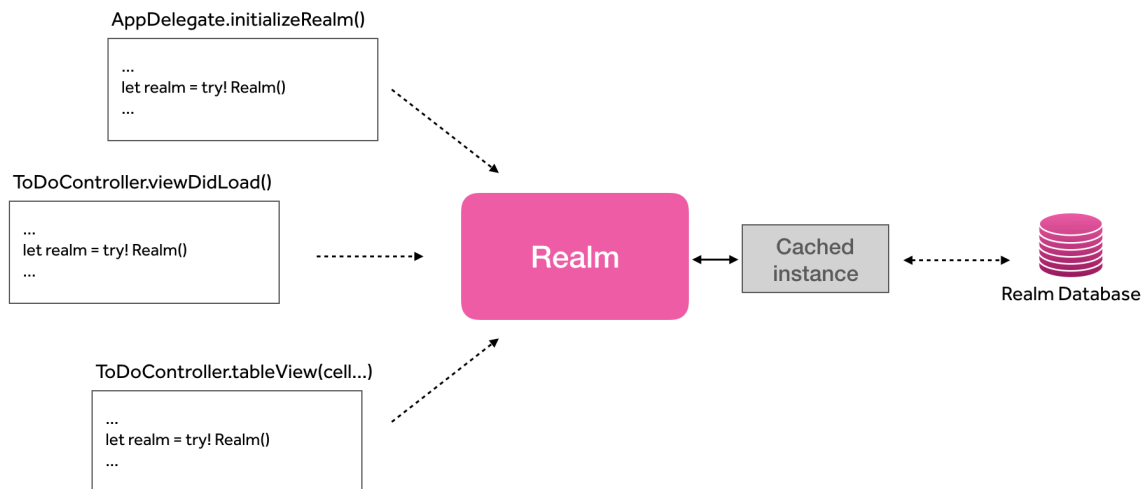 AppDelegate.initializeRealm()
...
let realm = try! Realm()
...
ToDoController.viewDidLoad()
...
let realm = try! Realm()
...
ToDoController.tableView(cell...)
...
let realm = try! Realm()
...
Realm
Cached
instance
Realm Database